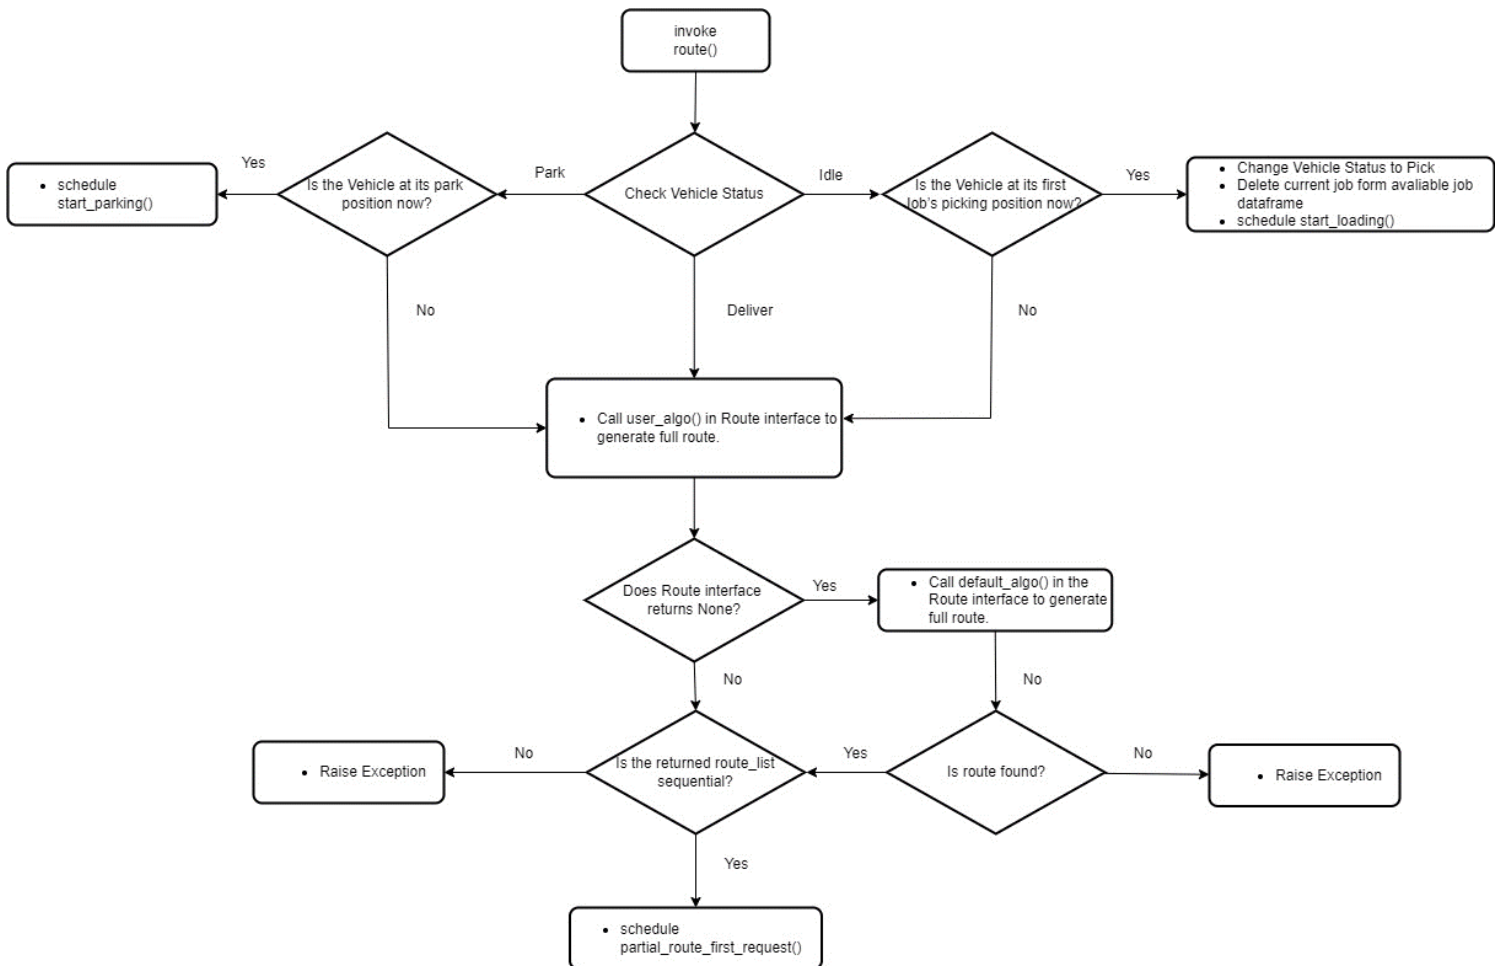 invoke
route()
Yes
Park
Idle
Yes
• schedule
start_parking()
Is the Vehicle at its park
position now?
Check Vehicle Status
Is the Vehicle at its first
Job's picking position now?
• Change Vehicle Status to Pick
• Delete current job form avaliable job
dataframe
• schedule start_loading()
No
Deliver
No
• Call user_algo() in Route interface to
generate full route.
Does Route interface
returns None?
Yes
• Call default_algo() in the
Route interface to generate
full route.
No
No
No
Yes
No
• Raise Exception
Is the returned route_list
sequential?
Is route found?
• Raise Exception
Yes
• schedule
partial_route_first_request()